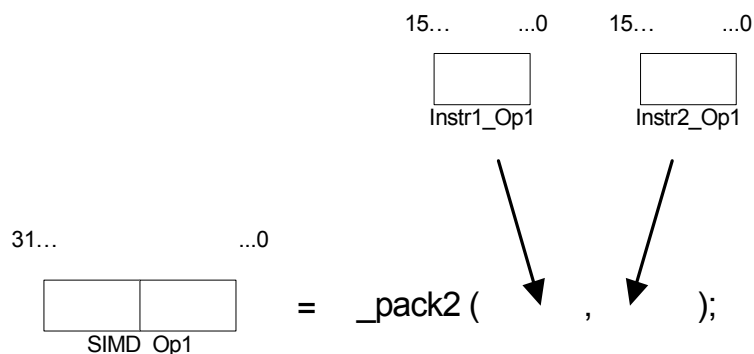 15... ...0 15... ...0
Instr1_Op1 Instr2_Op1
31... ...0
= _pack2 ( , );
SIMD_Op1